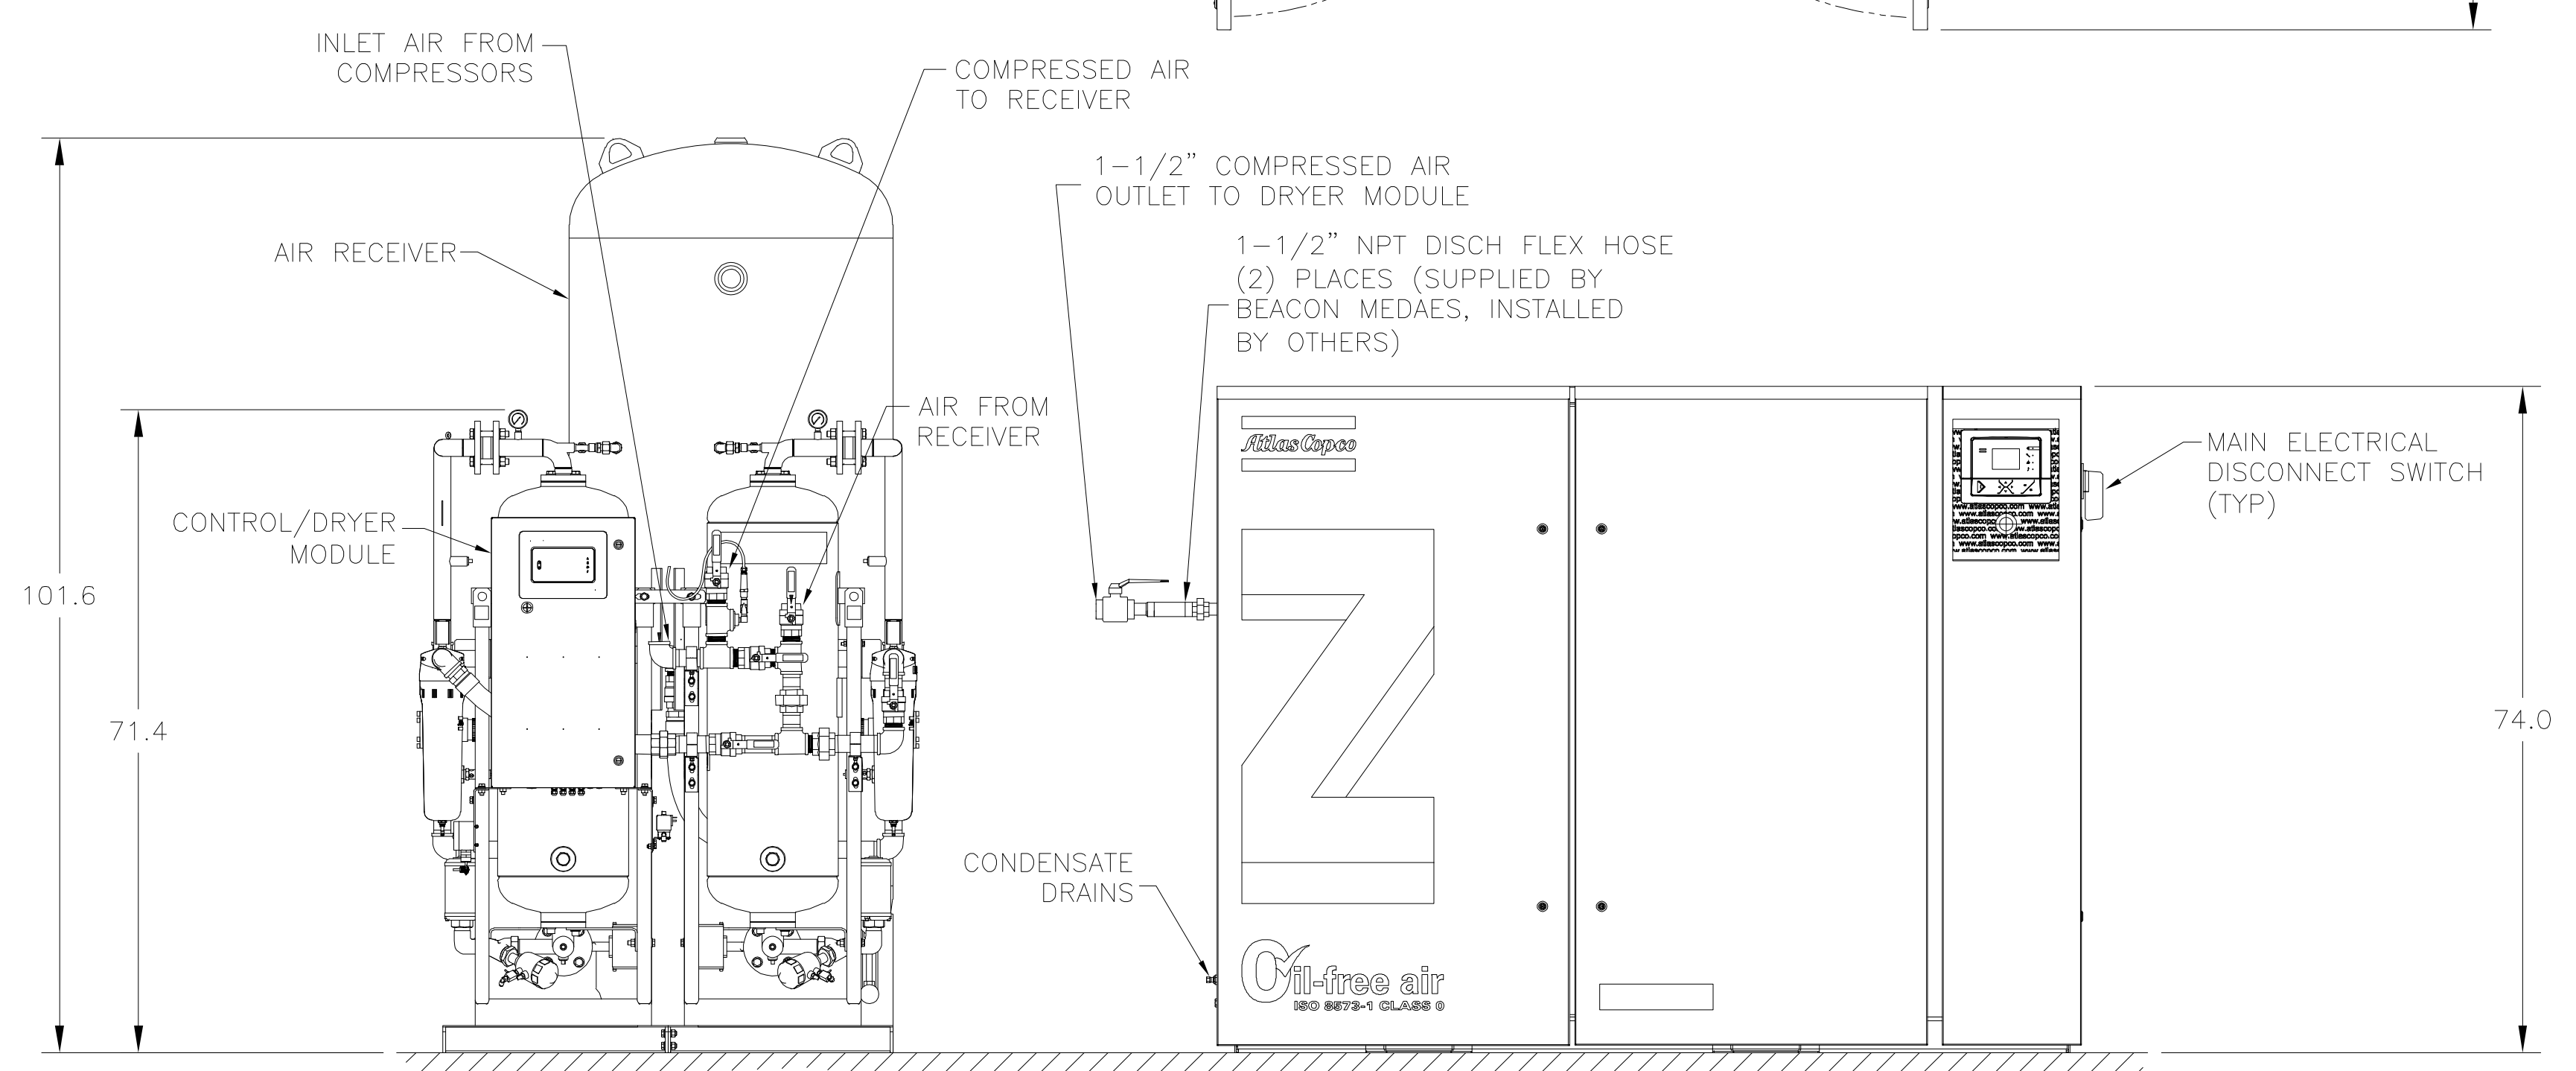 INLET AIR FROM
COMPRESSORS
COMPRESSED AIR
TO RECEIVER
1-1/2" COMPRESSED AIR
OUTLET TO DRYER MODULE
1-1/2" NPT DISCH FLEX HOSE
(2) PLACES (SUPPLIED BY
BEACON MEDAES, INSTALLED
BY OTHERS)
AIR RECEIVER
AIR FROM
RECEIVER
Atlas Copco
MAIN ELECTRICAL
DISCONNECT SWITCH
(TYP)
CONTROL/DRYER
MODULE
www.atlascopco.com
101.6
71.4
74.0
CONDENSATE
DRAINS
Oil-free air
ISO 8573-1 CLASS 0